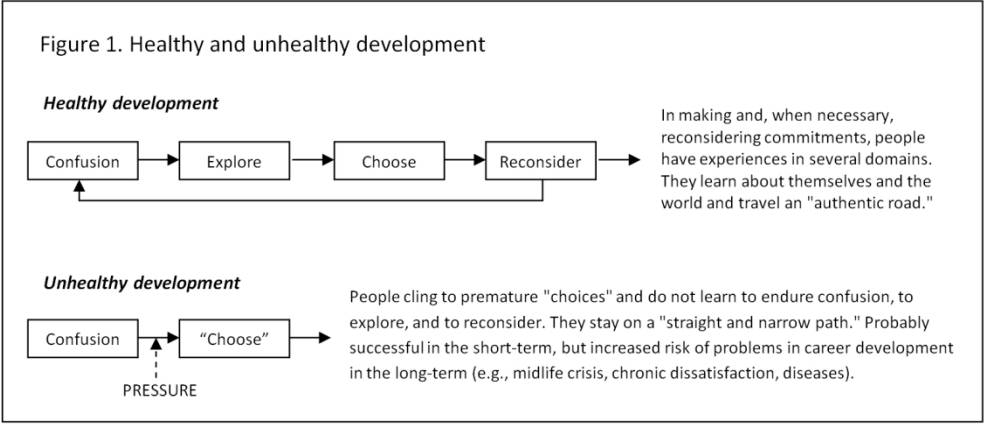 Figure 1. Healthy and unhealthy development
Healthy development
Confusion
Explore
Choose
Reconsider
In making and, when necessary,
reconsidering commitments, people
have experiences in several domains.
They learn about themselves and the
world and travel an "authentic road."
Unhealthy development
Confusion
“Choose”
PRESSURE
People cling to premature "choices" and do not learn to endure confusion, to
explore, and to reconsider. They stay on a "straight and narrow path." Probably
successful in the short-term, but increased risk of problems in career development
in the long-term (e.g., midlife crisis, chronic dissatisfaction, diseases).